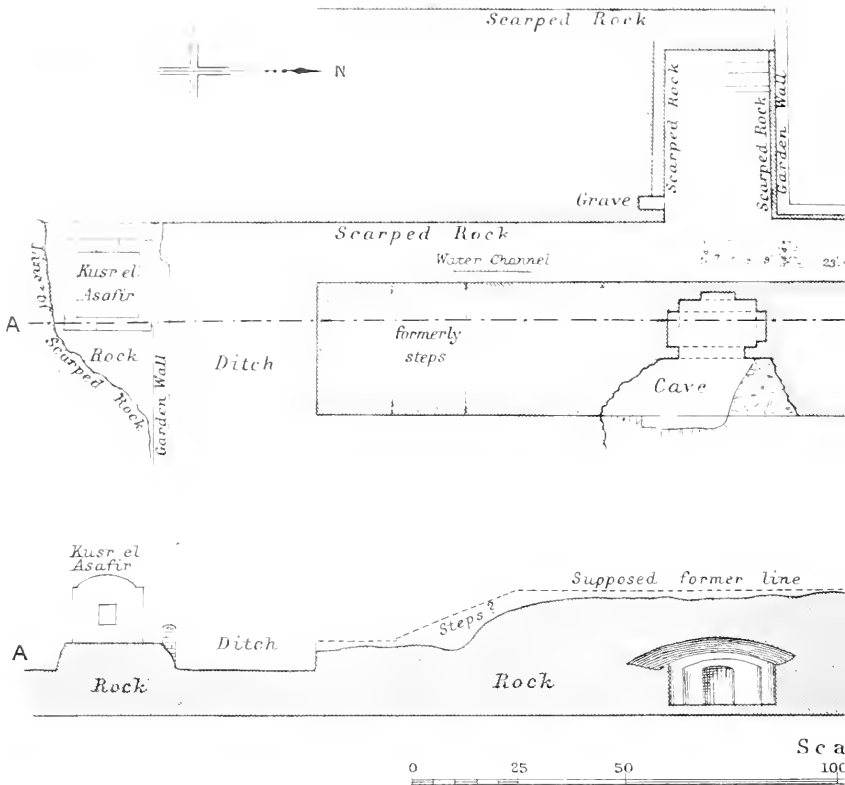 Scarped Rock
N
Scarped Rock
Scarped Rock
Garden Wall
Grave
Scarped Rock
Water Channel
Kusr el
Asafir
A
Scarped Rock
Rock
Garden Wall
Ditch
formerly
steps
Cave
Kusr el
Asafir
Supposed former line
Steps?
A
Ditch
Rock
Rock
Sca
0 25 50 100